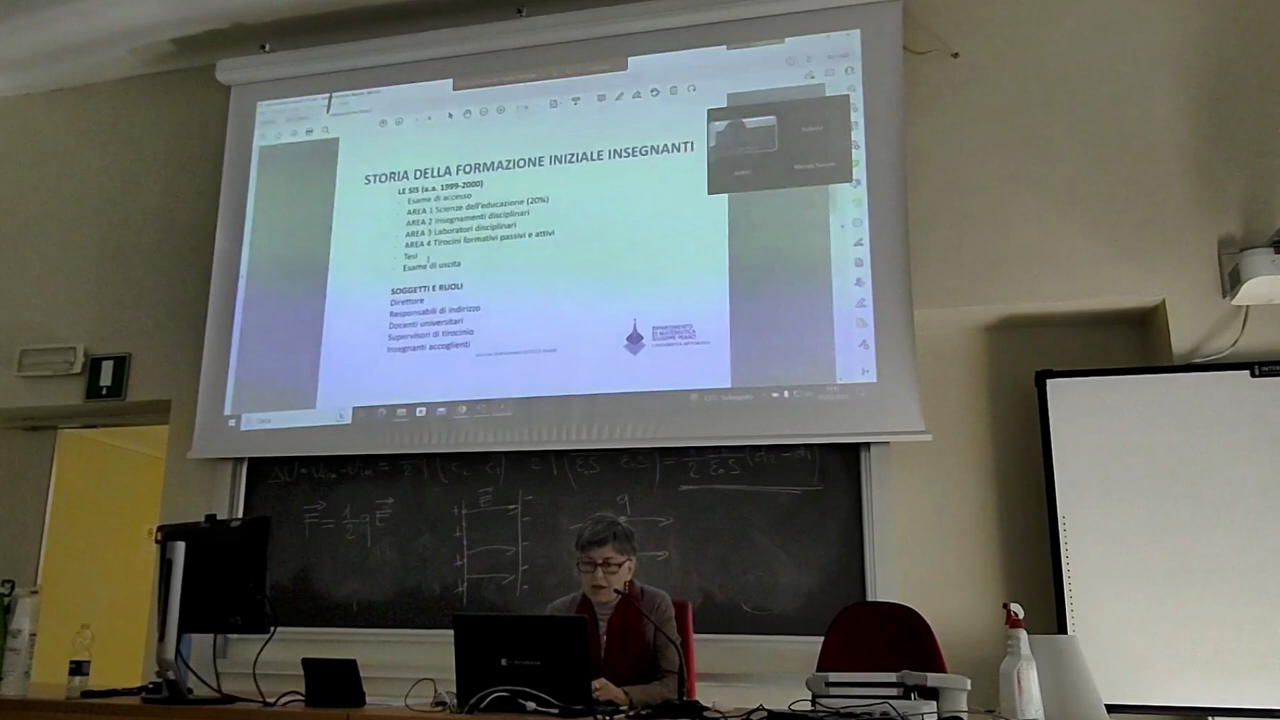 STORIA DELLA FORMAZIONE INIZIALE INSEGNANTI
LE SIS (a.a. 1999-2000)
- Esame di accesso
- AREA 1 Scienze dell'educazione (20%)
- AREA 2 Insegnamenti disciplinari
- AREA 3 Laboratori disciplinari
- AREA 4 Tirocini formativi passivi e attivi
- Tesi
- Esame di uscita
SOGGETTI E RUOLI
Direttore
Responsabili di indirizzo
Docenti universitari
Supervisori di tirocinio
Insegnanti accoglienti
DIPARTIMENTO
DI MATEMATICA
GIUSEPPE PEANO
Cerca
F = 1/2 q E
E
q